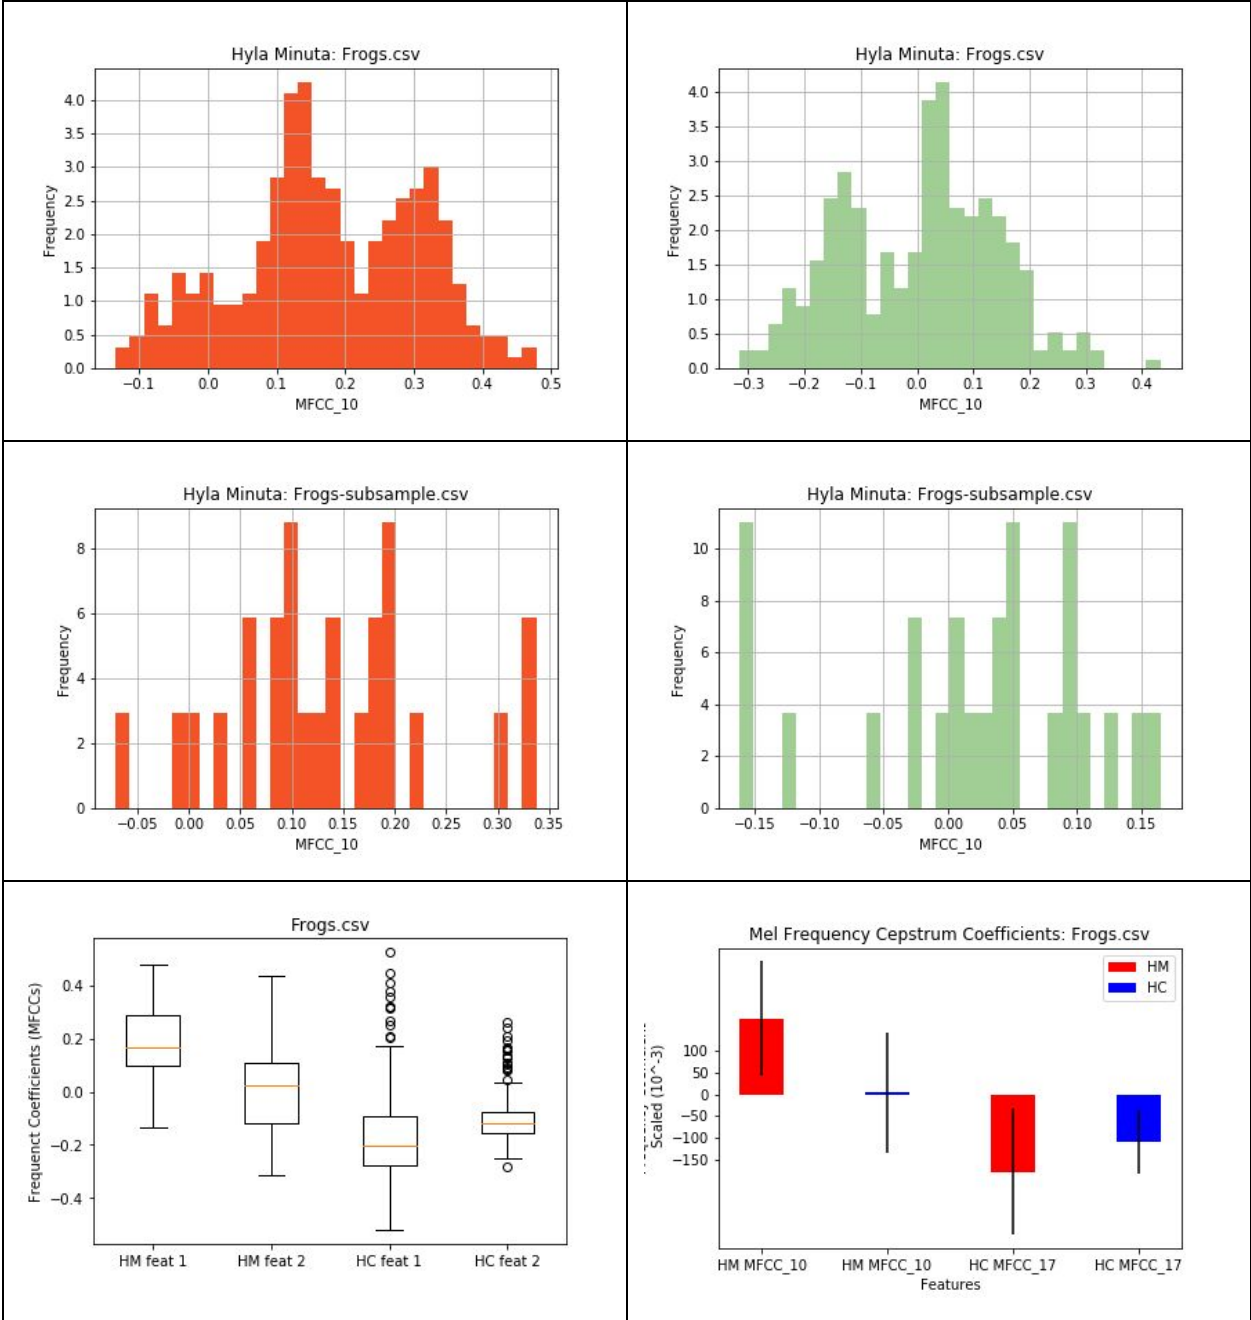 Hyla Minuta: Frogs.csv
Frequency
4.0
3.5
3.0
2.5
2.0
1.5
1.0
0.5
0.0
−0.1 0.0 0.1 0.2 0.3 0.4 0.5
MFCC_10
Hyla Minuta: Frogs.csv
Frequency
4.0
3.5
3.0
2.5
2.0
1.5
1.0
0.5
0.0
−0.3 −0.2 −0.1 0.0 0.1 0.2 0.3 0.4
MFCC_10
Hyla Minuta: Frogs-subsample.csv
Frequency
8
6
4
2
0
−0.05 0.00 0.05 0.10 0.15 0.20 0.25 0.30 0.35
MFCC_10
Hyla Minuta: Frogs-subsample.csv
Frequency
10
8
6
4
2
0
−0.15 −0.10 −0.05 0.00 0.05 0.10 0.15
MFCC_10
Frogs.csv
Frequenct Coefficients (MFCCs)
0.4
0.2
0.0
−0.2
−0.4
HM feat 1 HM feat 2 HC feat 1 HC feat 2
Mel Frequency Cepstrum Coefficients: Frogs.csv
HM
HC
Scaled (10^-3)
100
50
0
−50
−100
−150
HM MFCC_10 HM MFCC_10 HC MFCC_17 HC MFCC_17
Features